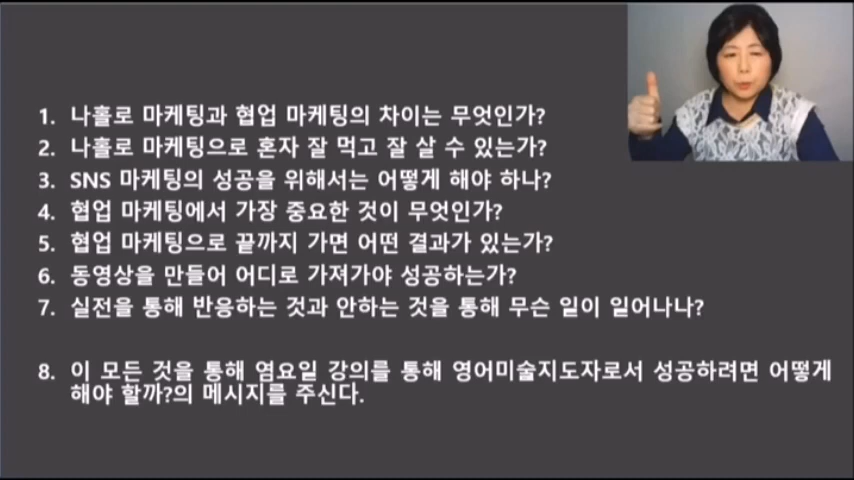 1. 나홀로 마케팅과 협업 마케팅의 차이는 무엇인가?
2. 나홀로 마케팅으로 혼자 잘 먹고 잘 살 수 있는가?
3. SNS 마케팅의 성공을 위해서는 어떻게 해야 하나?
4. 협업 마케팅에서 가장 중요한 것이 무엇인가?
5. 협업 마케팅으로 끝까지 가면 어떤 결과가 있는가?
6. 동영상을 만들어 어디로 가져가야 성공하는가?
7. 실전을 통해 반응하는 것과 안하는 것을 통해 무슨 일이 일어나나?
8. 이 모든 것을 통해 염요일 강의를 통해 영어미술지도자로서 성공하려면 어떻게
해야 할까?의 메시지를 주신다.